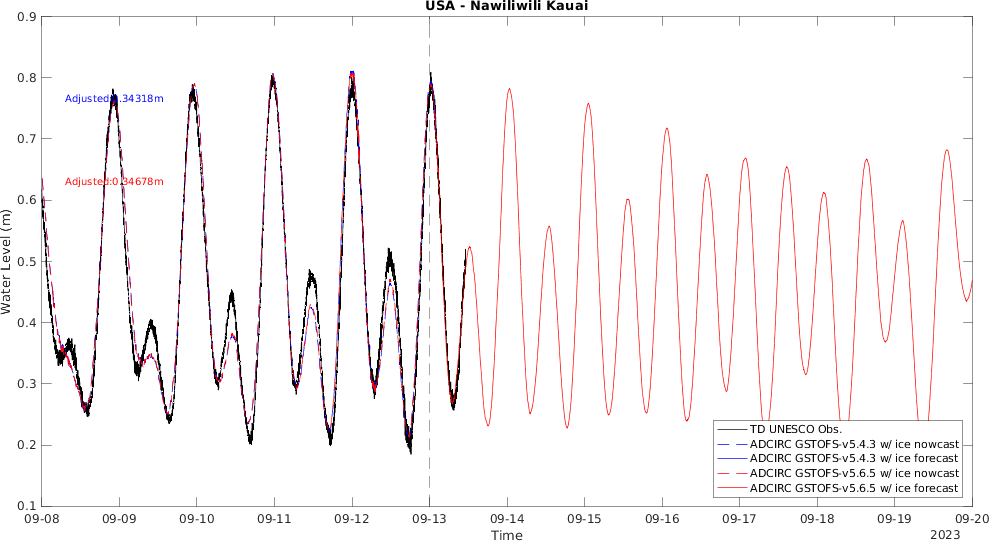 USA - Nawiliwili Kauai
0.9
0.8
0.7
0.6
0.5
0.4
0.3
0.2
0.1
Water Level (m)
Adjusted:0.34318m
Adjusted:0.34678m
TD UNESCO Obs.
ADCIRC GSTOFS-v5.4.3 w/ ice nowcast
ADCIRC GSTOFS-v5.4.3 w/ ice forecast
ADCIRC GSTOFS-v5.6.5 w/ ice nowcast
ADCIRC GSTOFS-v5.6.5 w/ ice forecast
09-08 09-09 09-10 09-11 09-12 09-13 09-14 09-15 09-16 09-17 09-18 09-19 09-20
Time
2023